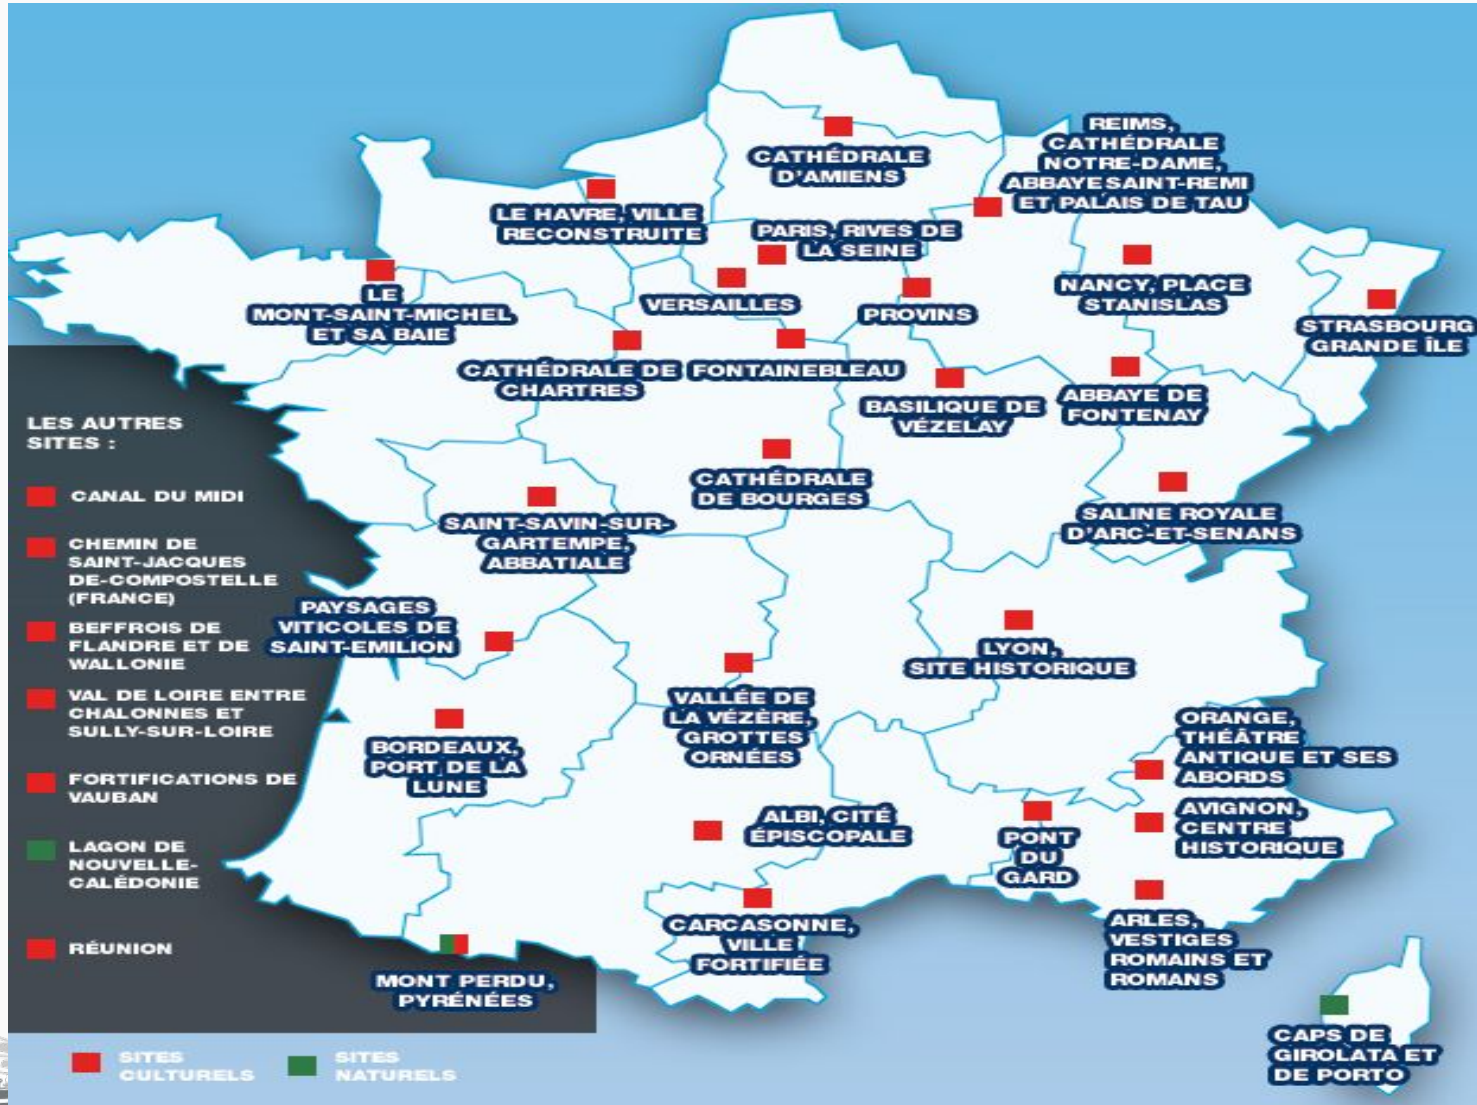 CATHÉDRALE
D'AMIENS
REIMS,
CATHÉDRALE
NOTRE-DAME,
ABBAYE SAINT-REMI
ET PALAIS DE TAU
LE HAVRE, VILLE
RECONSTRUITE
PARIS, RIVES DE
LA SEINE
VERSAILLES
PROVINS
NANCY, PLACE
STANISLAS
STRASBOURG
GRANDE ÎLE
LE
MONT-SAINT-MICHEL
ET SA BAIE
CATHÉDRALE DE
CHARTRES
FONTAINEBLEAU
BASILIQUE DE
VÉZELAY
ABBAYE DE
FONTENAY
CATHÉDRALE
DE BOURGES
SALINE ROYALE
D'ARC-ET-SENANS
SAINT-SAVIN-SUR-
GARTEMPE,
ABBATIALE
PAYSAGES
VITICOLES DE
SAINT-EMILION
LYON,
SITE HISTORIQUE
VALLÉE DE
LA VÉZÈRE,
GROTTES
ORNÉES
BORDEAUX,
PORT DE LA
LUNE
ORANGE,
THÉÂTRE
ANTIQUE ET SES
ABORDS
ALBI, CITÉ
ÉPISCOPALE
PONT
DU
GARD
AVIGNON,
CENTRE
HISTORIQUE
CARCASONNE,
VILLE
FORTIFIÉE
ARLES,
VESTIGES
ROMAINS ET
ROMANS
MONT PERDU,
PYRÉNÉES
CAPS DE
GIROLATA ET
DE PORTO
LES AUTRES
SITES :
CANAL DU MIDI
CHEMIN DE
SAINT-JACQUES
DE-COMPOSTELLE
(FRANCE)
BEFFROIS DE
FLANDRE ET DE
WALLONIE
VAL DE LOIRE ENTRE
CHALONNES ET
SULLY-SUR-LOIRE
FORTIFICATIONS DE
VAUBAN
LAGON DE
NOUVELLE-
CALÉDONIE
RÉUNION
SITES
CULTURELS
SITES
NATURELS